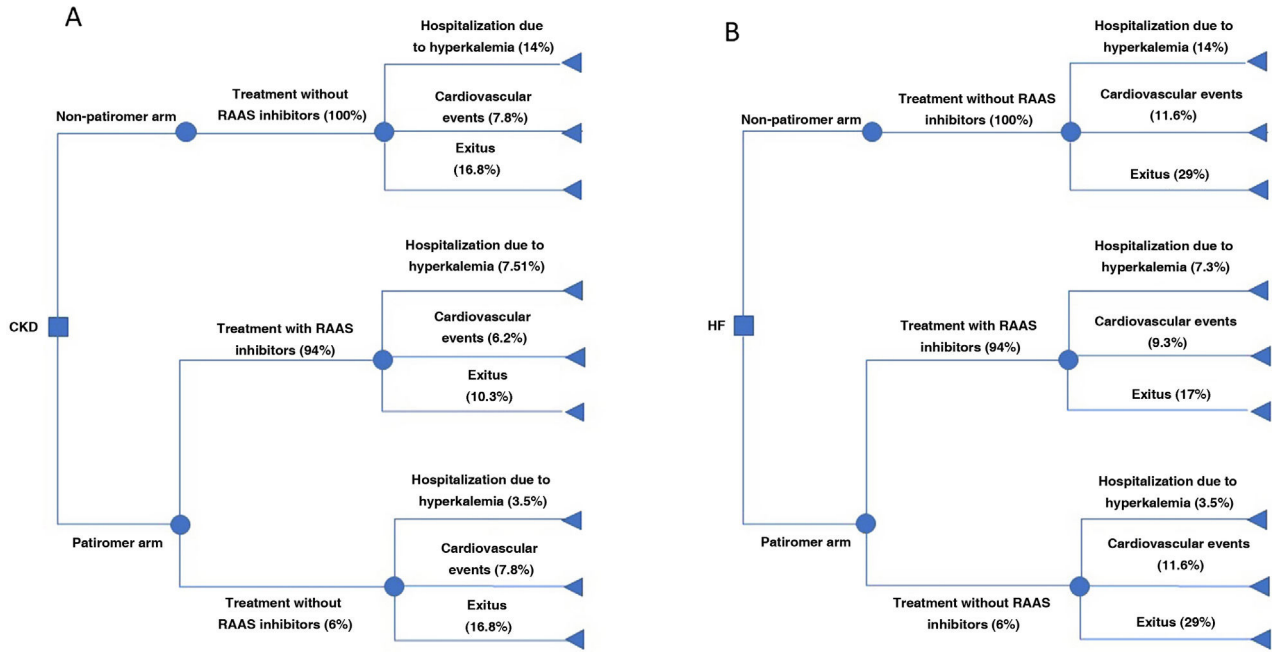 A
Hospitalization due
to hyperkalemia (14%)
Non-patiromer arm
Treatment without
RAAS inhibitors (100%)
Cardiovascular
events (7.8%)
Exitus
(16.8%)
CKD
Hospitalization due to
hyperkalemia (7.51%)
Treatment with RAAS
inhibitors (94%)
Cardiovascular
events (6.2%)
Exitus
(10.3%)
Patiromer arm
Hospitalization due to
hyperkalemia (3.5%)
Cardiovascular
events (7.8%)
Treatment without
RAAS inhibitors (6%)
Exitus
(16.8%)
B
Hospitalization due to
hyperkalemia (14%)
Non-patiromer arm
Treatment without RAAS
inhibitors (100%)
Cardiovascular events
(11.6%)
Exitus (29%)
HF
Hospitalization due to
hyperkalemia (7.3%)
Treatment with RAAS
inhibitors (94%)
Cardiovascular events
(9.3%)
Exitus (17%)
Patiromer arm
Hospitalization due to
hyperkalemia (3.5%)
Cardiovascular events
(11.6%)
Treatment without RAAS
inhibitors (6%)
Exitus (29%)